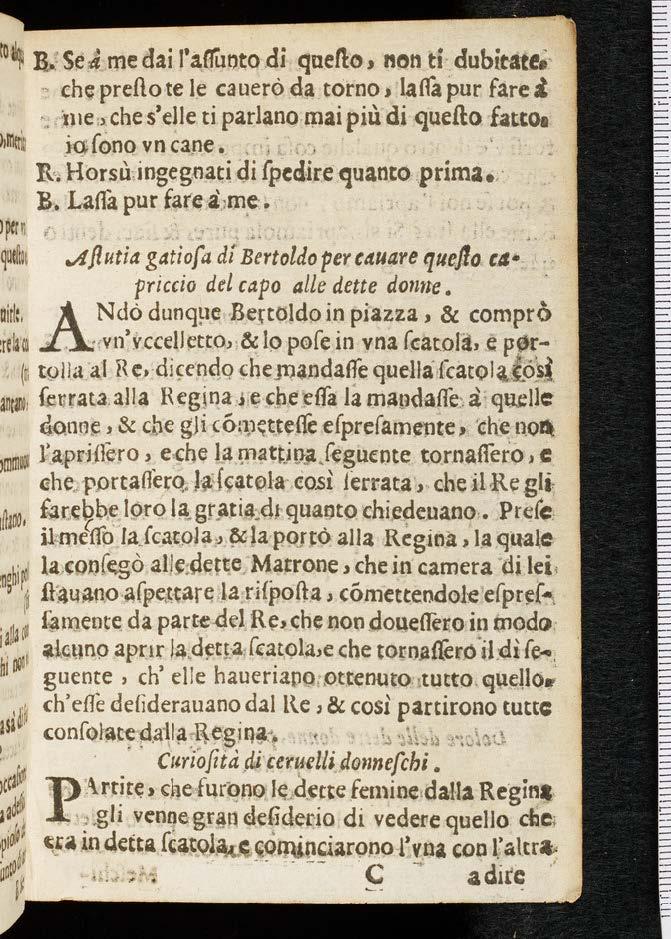 B. Se à me dai l'aſſunto di queſto, non ti dubitate.
che preſto te le cauerò da torno, laſſa pur fare à
me, che s'elle ti parlano mai più di queſto fatto.
io ſono vn cane.
R. Horsù ingegnati di ſpedire quanto prima.
B. Laſſa pur fare à me.
Aſtutia gatioſa di Bertoldo per cauare queſto ca-
priccio del capo alle dette donne.
ANdò dunque Bertoldo in piazza, & comprò
vn'vccelletto, & lo poſe in vna ſcatola, e por-
tolla al Re, dicendo che mandaſſe quella ſcatola così
ſerrata alla Regina, e che eſſa la mandaſſe à quelle
donne, & che gli cõmetteſſe eſpreſamente, che non
l'apriſſero, e che la mattina ſeguente tornaſſero, e
che portaſſero la ſcatola così ſerrata, che il Re gli
farebbe loro la gratia di quanto chiedeuano. Preſe
il meſſo la ſcatola, & la portò alla Regina, la quale
la conſegò alle dette Matrone, che in camera di lei
ſtauano aſpettare la riſpoſta, cõmettendole eſpreſ-
ſamente da parte del Re, che non doueſſero in modo
alcuno aprir la detta ſcatola, e che tornaſſero il dì ſe-
guente, ch' elle haueriano ottenuto tutto quello.
ch'eſſe deſiderauano dal Re, & così partirono tutte
conſolate dalla Regina.
Curioſità di ceruelli donneſchi.
PArtite, che furono le dette femine dalla Regina
gli venne gran deſiderio di vedere quello che
era in detta ſcatola, e cominciarono l'vna con l'altra
C a dire